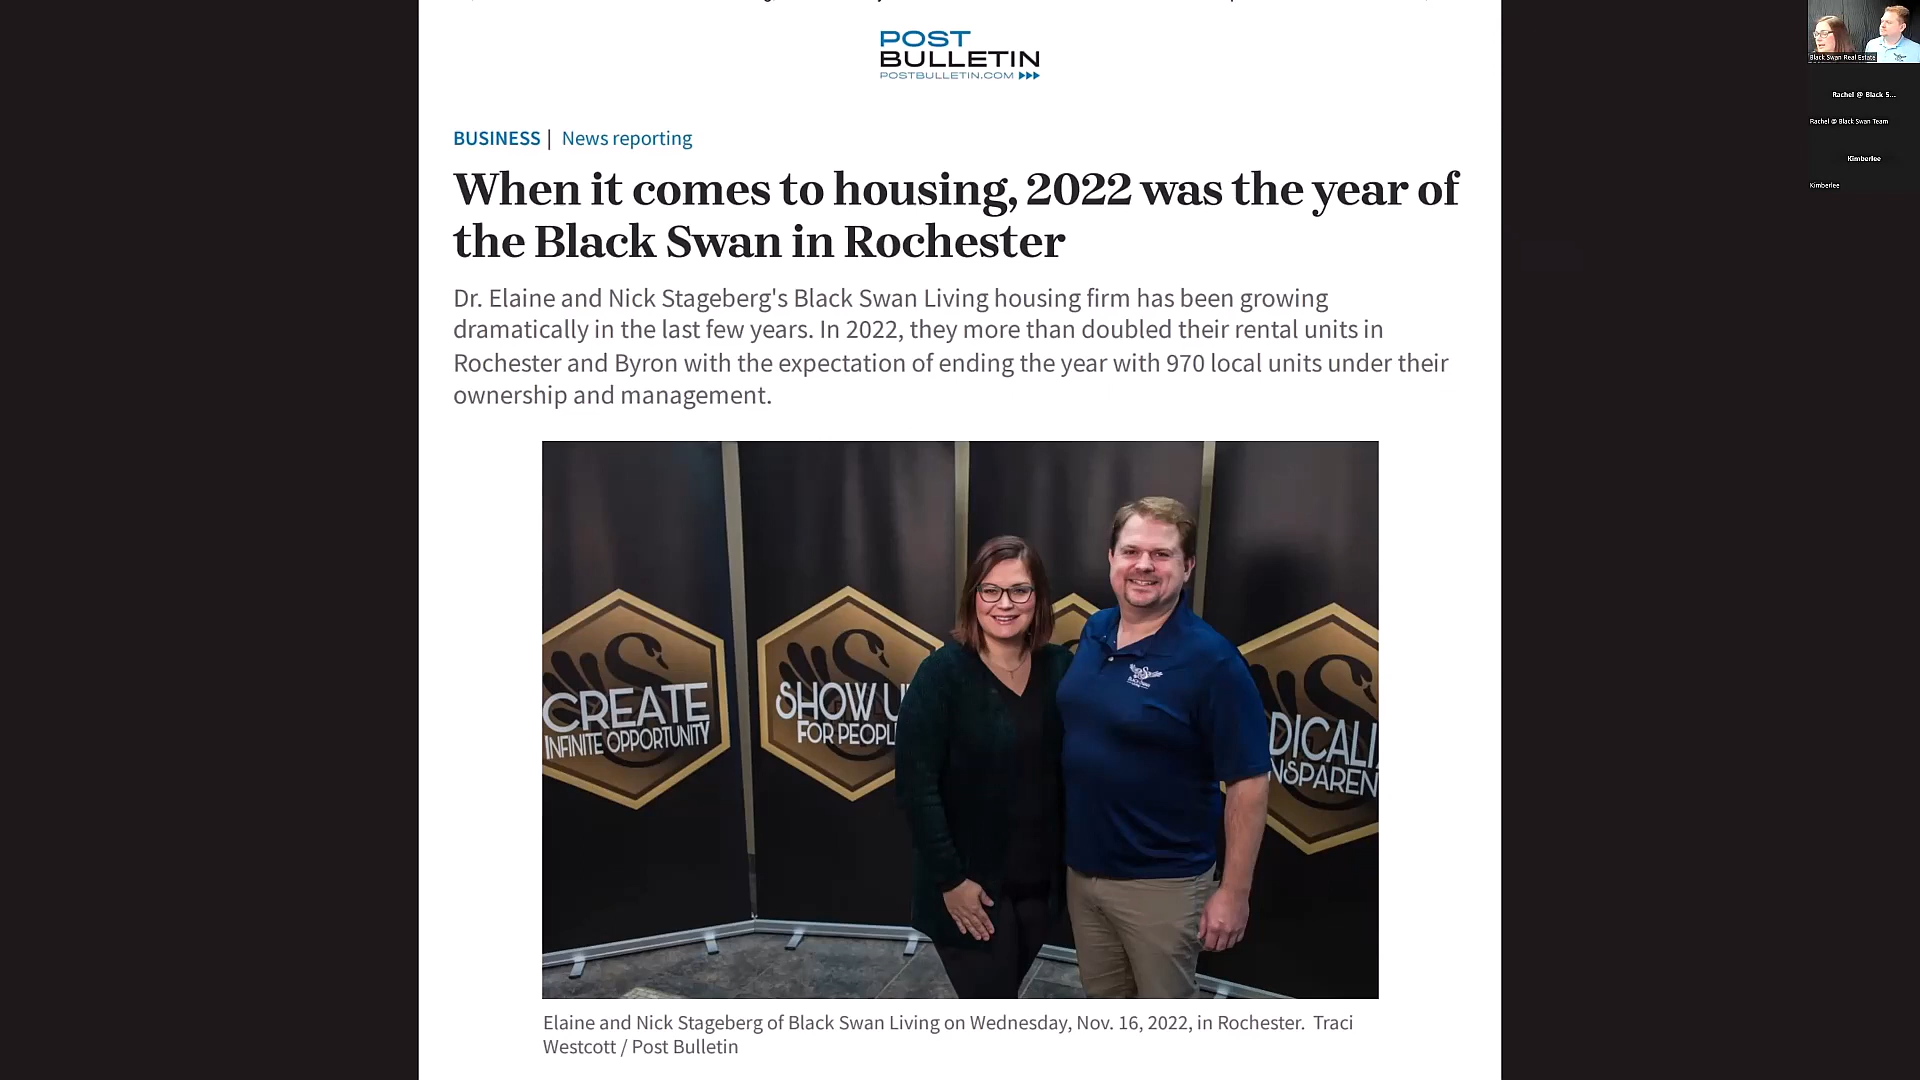 POST
BULLETIN
POSTBULLETIN.COM
BUSINESS | News reporting
When it comes to housing, 2022 was the year of
the Black Swan in Rochester
Dr. Elaine and Nick Stageberg's Black Swan Living housing firm has been growing
dramatically in the last few years. In 2022, they more than doubled their rental units in
Rochester and Byron with the expectation of ending the year with 970 local units under their
ownership and management.
CREATE
INFINITE OPPORTUNITY
SHOW U
FOR PEOPL
DICALL
NSPAREN
Elaine and Nick Stageberg of Black Swan Living on Wednesday, Nov. 16, 2022, in Rochester. Traci
Westcott / Post Bulletin
Black Swan Real Estate
Rachel @ Black S...
Rachel @ Black Swan Team
Kimberlee
Kimberlee